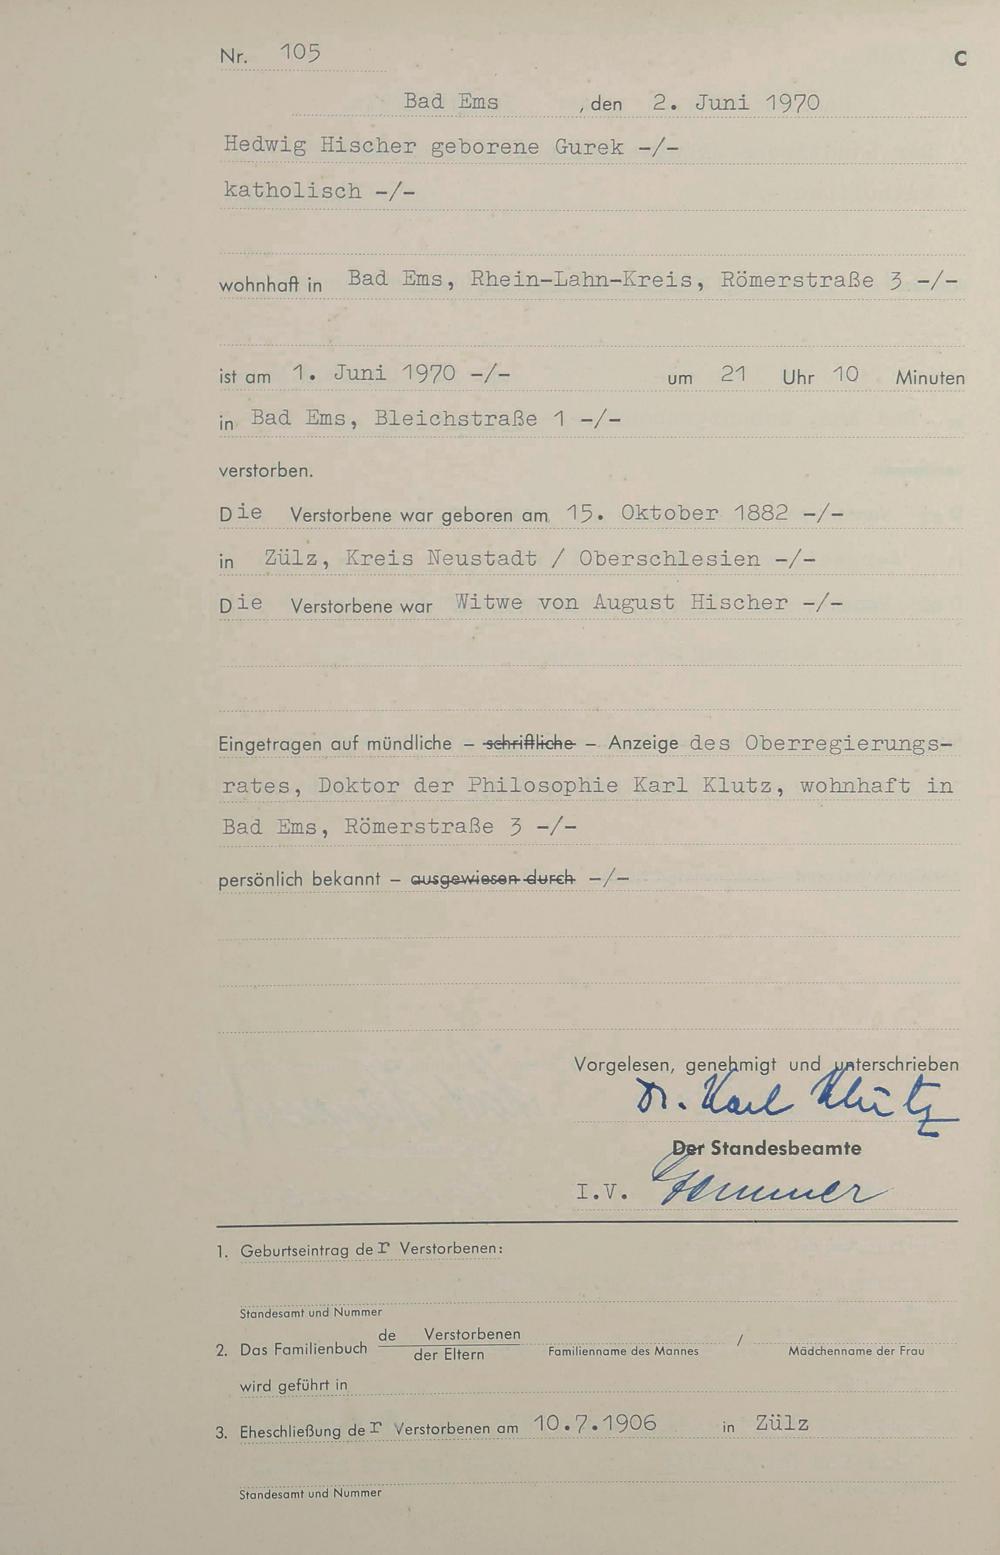 Nr. 105
C
Bad Ems , den 2. Juni 1970
Hedwig Hischer geborene Gurek -/-
katholisch -/-
wohnhaft in Bad Ems, Rhein-Lahn-Kreis, Römerstraße 3 -/-
ist am 1. Juni 1970 -/- um 21 Uhr 10 Minuten
in Bad Ems, Bleichstraße 1 -/-
verstorben.
Die Verstorbene war geboren am 15. Oktober 1882 -/-
in Zülz, Kreis Neustadt / Oberschlesien -/-
Die Verstorbene war Witwe von August Hischer -/-
Eingetragen auf mündliche – schriftliche – Anzeige des Oberregierungs-
rates, Doktor der Philosophie Karl Klutz, wohnhaft in
Bad Ems, Römerstraße 3 -/-
persönlich bekannt – ausgewiesen durch -/-
Vorgelesen, genehmigt und unterschrieben
Dr. Karl Klutz
Der Standesbeamte
I.V.
1. Geburtseintrag der Verstorbenen:
Standesamt und Nummer
2. Das Familienbuch de Verstorbenen /
der Eltern Familienname des Mannes Mädchenname der Frau
wird geführt in
3. Eheschließung der Verstorbenen am 10.7.1906 in Zülz
Standesamt und Nummer